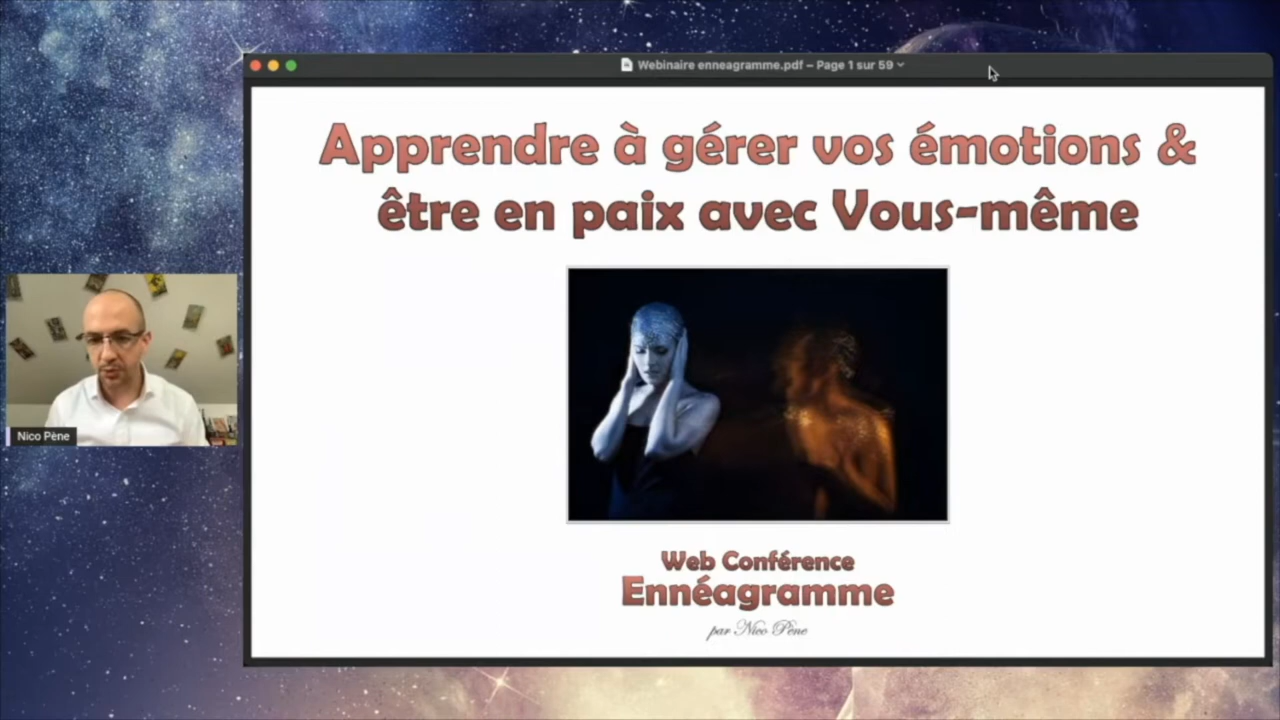 Webinaire enneagramme.pdf – Page 1 sur 59
Apprendre à gérer vos émotions &
être en paix avec Vous-même
Nico Pène
Web Conférence
Ennéagramme
par Nico Pène